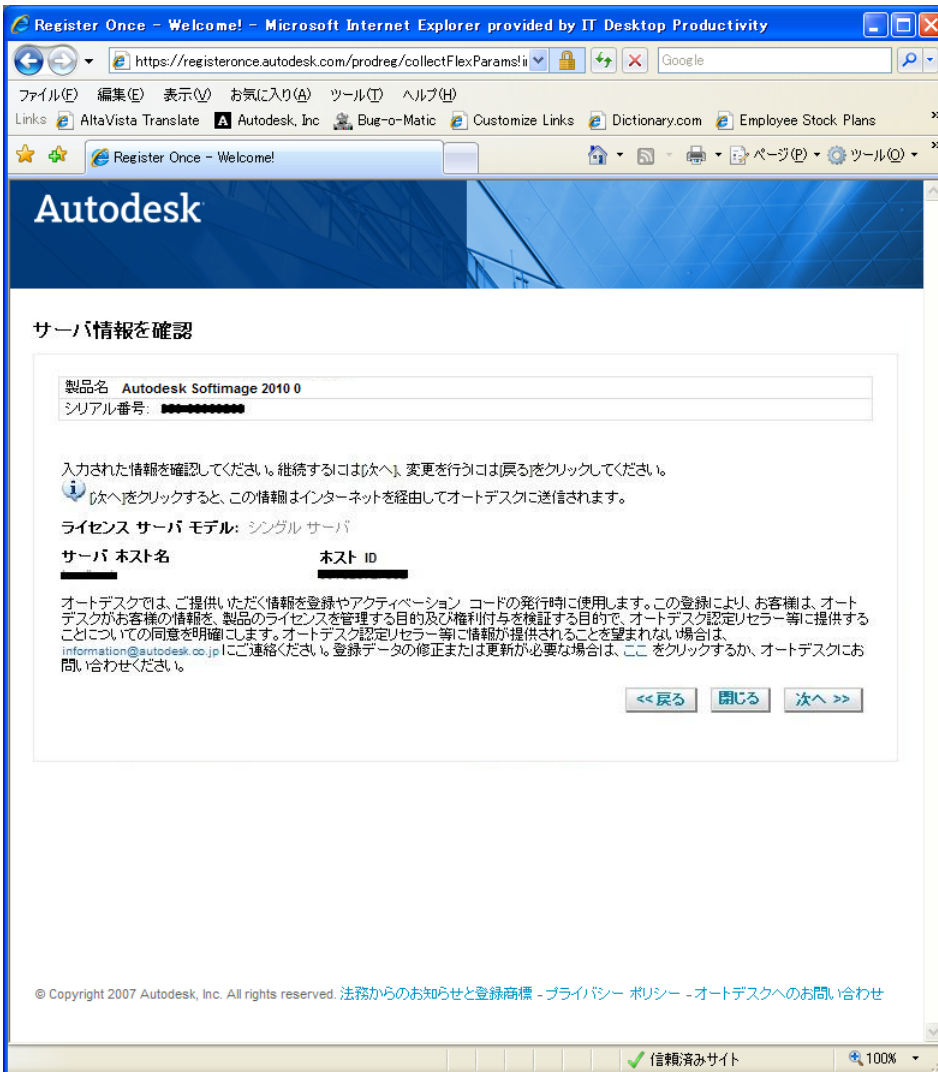 Register Once - Welcome! - Microsoft Internet Explorer provided by IT Desktop Productivity
https://registeronce.autodesk.com/prodreg/collectFlexParams!i
Google
ファイル(F) 編集(E) 表示(V) お気に入り(A) ツール(T) ヘルプ(H)
Links AltaVista Translate Autodesk, Inc Bug-o-Matic Customize Links Dictionary.com Employee Stock Plans
Register Once - Welcome! ページ(P) ツール(O)
Autodesk
サーバ情報を確認
製品名 Autodesk Softimage 2010 0
シリアル番号:
入力された情報を確認してください。継続するには[次へ]、変更を行うには[戻る]をクリックしてください。
[次へ]をクリックすると、この情報はインターネットを経由してオートデスクに送信されます。
ライセンス サーバ モデル: シングル サーバ
サーバ ホスト名 ホスト ID
オートデスクでは、ご提供いただく情報を登録やアクティベーション コードの発行時に使用します。この登録により、お客様は、オート
デスクがお客様の情報を、製品のライセンスを管理する目的及び権利付与を検証する目的で、オートデスク認定リセラー等に提供する
ことについての同意を明確にします。オートデスク認定リセラー等に情報が提供されることを望まれない場合は、
information@autodesk.co.jp にご連絡ください。登録データの修正または更新が必要な場合は、ここ をクリックするか、オートデスクにお
問い合わせください。
<<戻る 閉じる 次へ >>
© Copyright 2007 Autodesk, Inc. All rights reserved. 法務からのお知らせと登録商標 - プライバシー ポリシー - オートデスクへのお問い合わせ
信頼済みサイト 100%